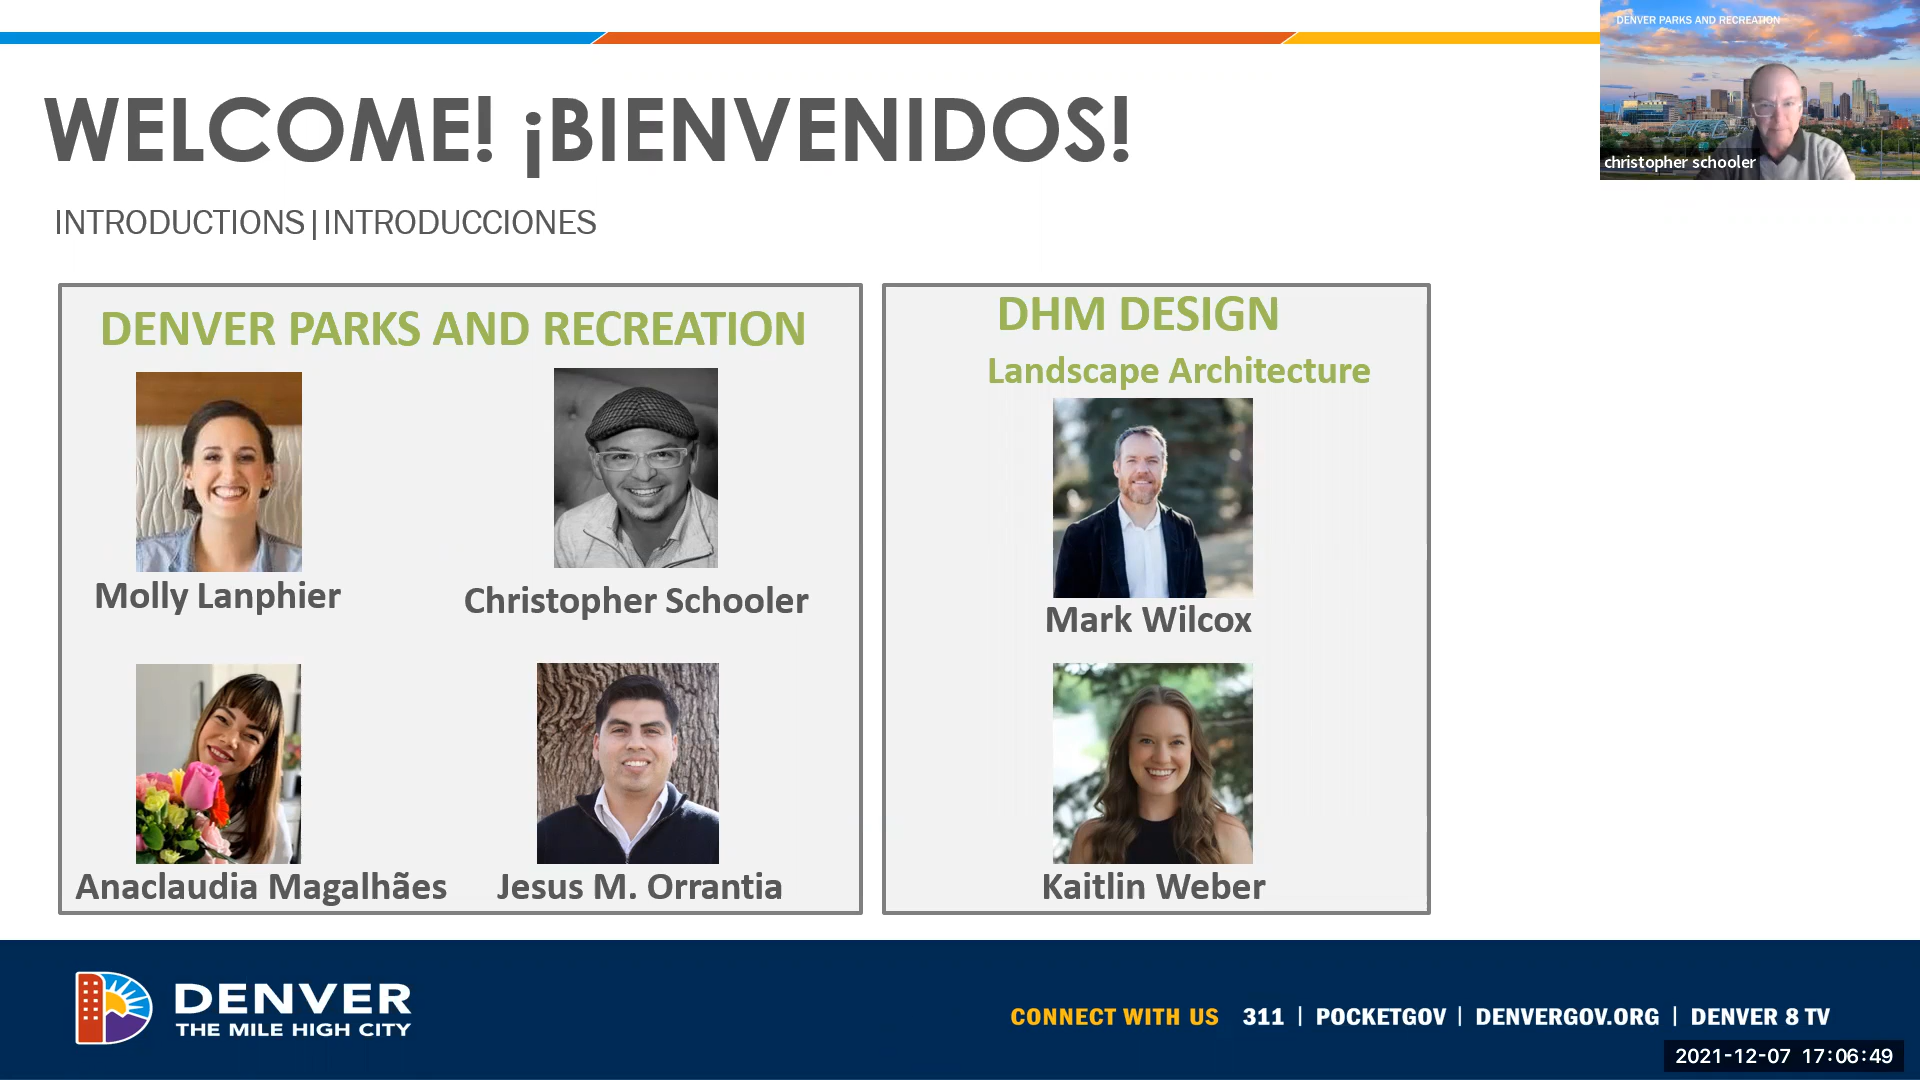 DENVER PARKS AND RECREATION
christopher schooler
WELCOME! ¡BIENVENIDOS!
INTRODUCTIONS|INTRODUCCIONES
DENVER PARKS AND RECREATION
Molly Lanphier
Christopher Schooler
Anaclaudia Magalhães
Jesus M. Orrantia
DHM DESIGN
Landscape Architecture
Mark Wilcox
Kaitlin Weber
DENVER
THE MILE HIGH CITY
CONNECT WITH US 311 | POCKETGOV | DENVERGOV.ORG | DENVER 8 TV
2021-12-07 17:06:49